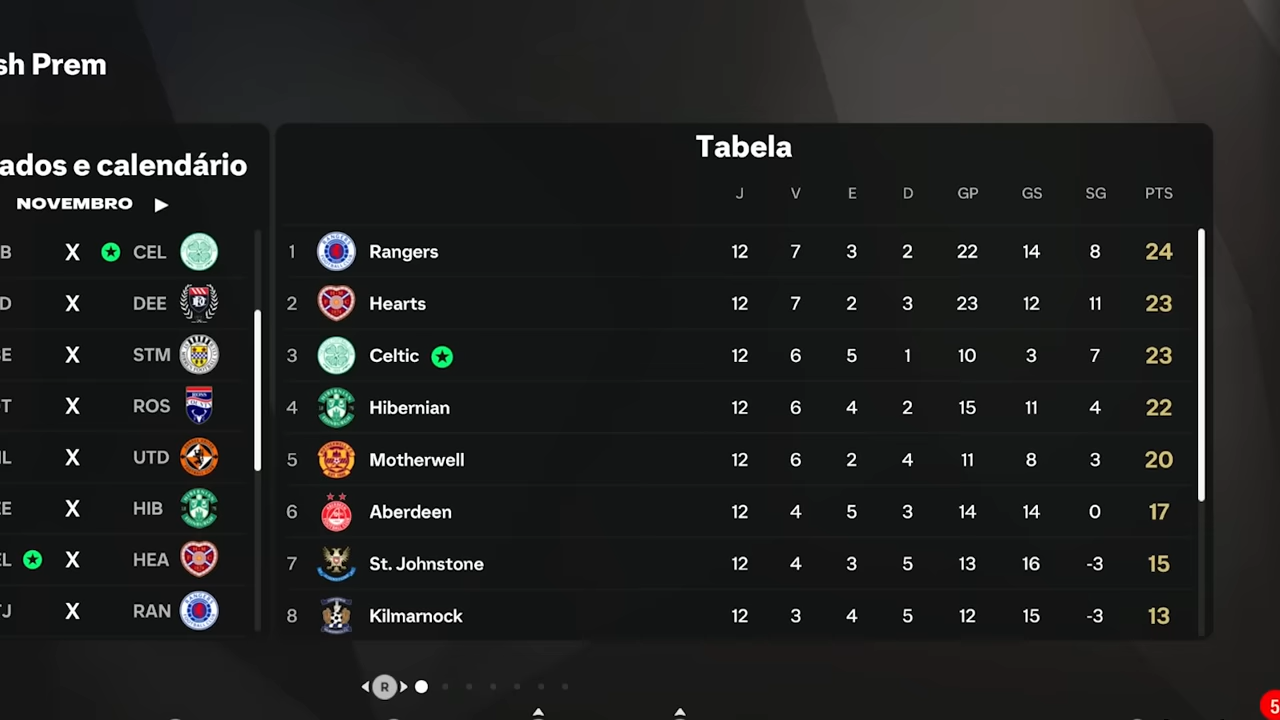 sh Prem
ados e calendário
NOVEMBRO
B X CEL
D X DEE
SE X STM
OT X ROS
IL X UTD
EE X HIB
EL X HEA
TJ X RAN
Tabela
J V E D GP GS SG PTS
1 Rangers 12 7 3 2 22 14 8 24
2 Hearts 12 7 2 3 23 12 11 23
3 Celtic 12 6 5 1 10 3 7 23
4 Hibernian 12 6 4 2 15 11 4 22
5 Motherwell 12 6 2 4 11 8 3 20
6 Aberdeen 12 4 5 3 14 14 0 17
7 St. Johnstone 12 4 3 5 13 16 -3 15
8 Kilmarnock 12 3 4 5 12 15 -3 13
R
5